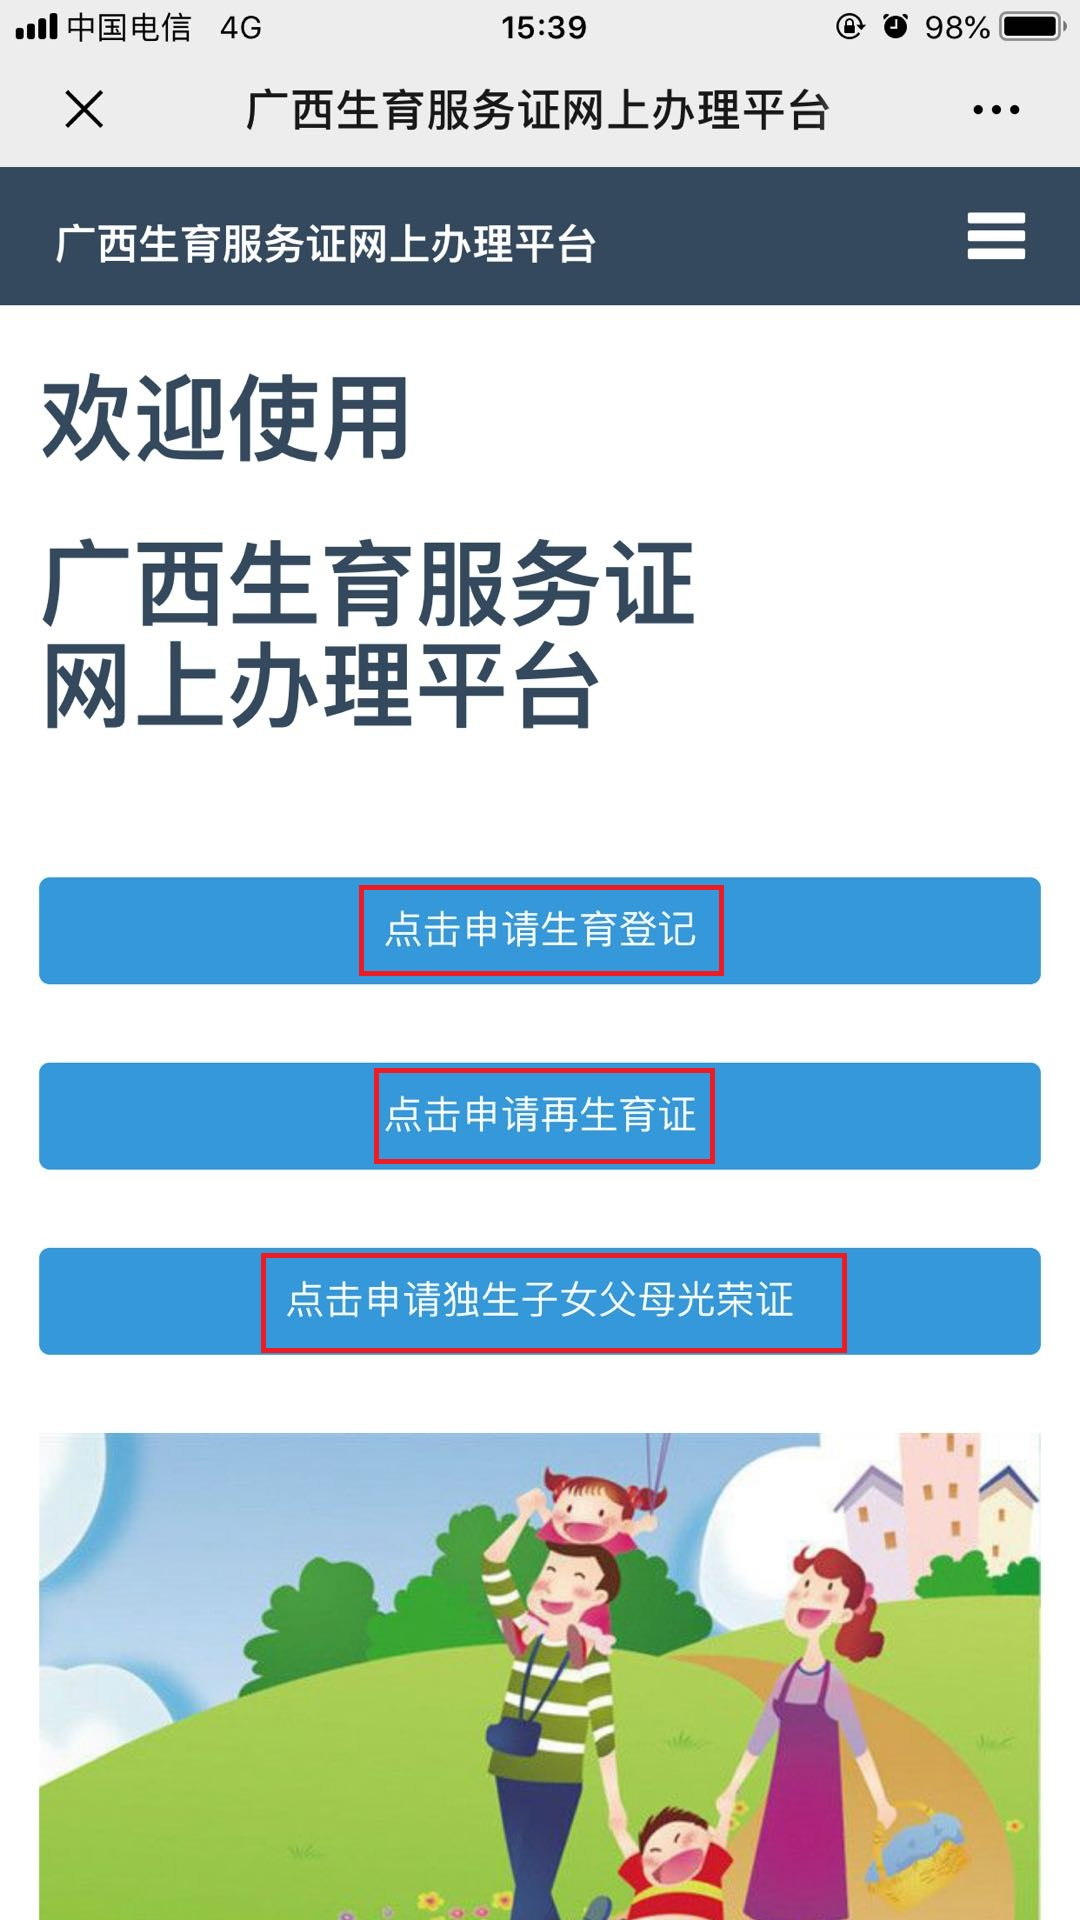 中国电信 4G 15:39 98%
广西生育服务证网上办理平台
广西生育服务证网上办理平台
欢迎使用
广西生育服务证
网上办理平台
点击申请生育登记
点击申请再生育证
点击申请独生子女父母光荣证